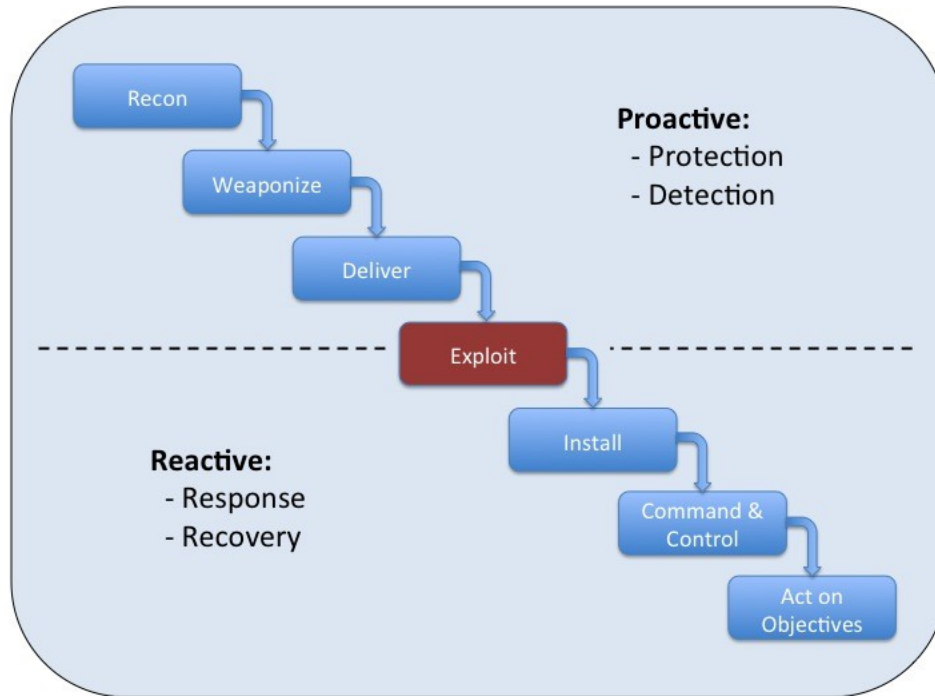 Recon
Weaponize
Deliver
Exploit
Install
Command &
Control
Act on
Objectives
Proactive:
- Protection
- Detection
Reactive:
- Response
- Recovery